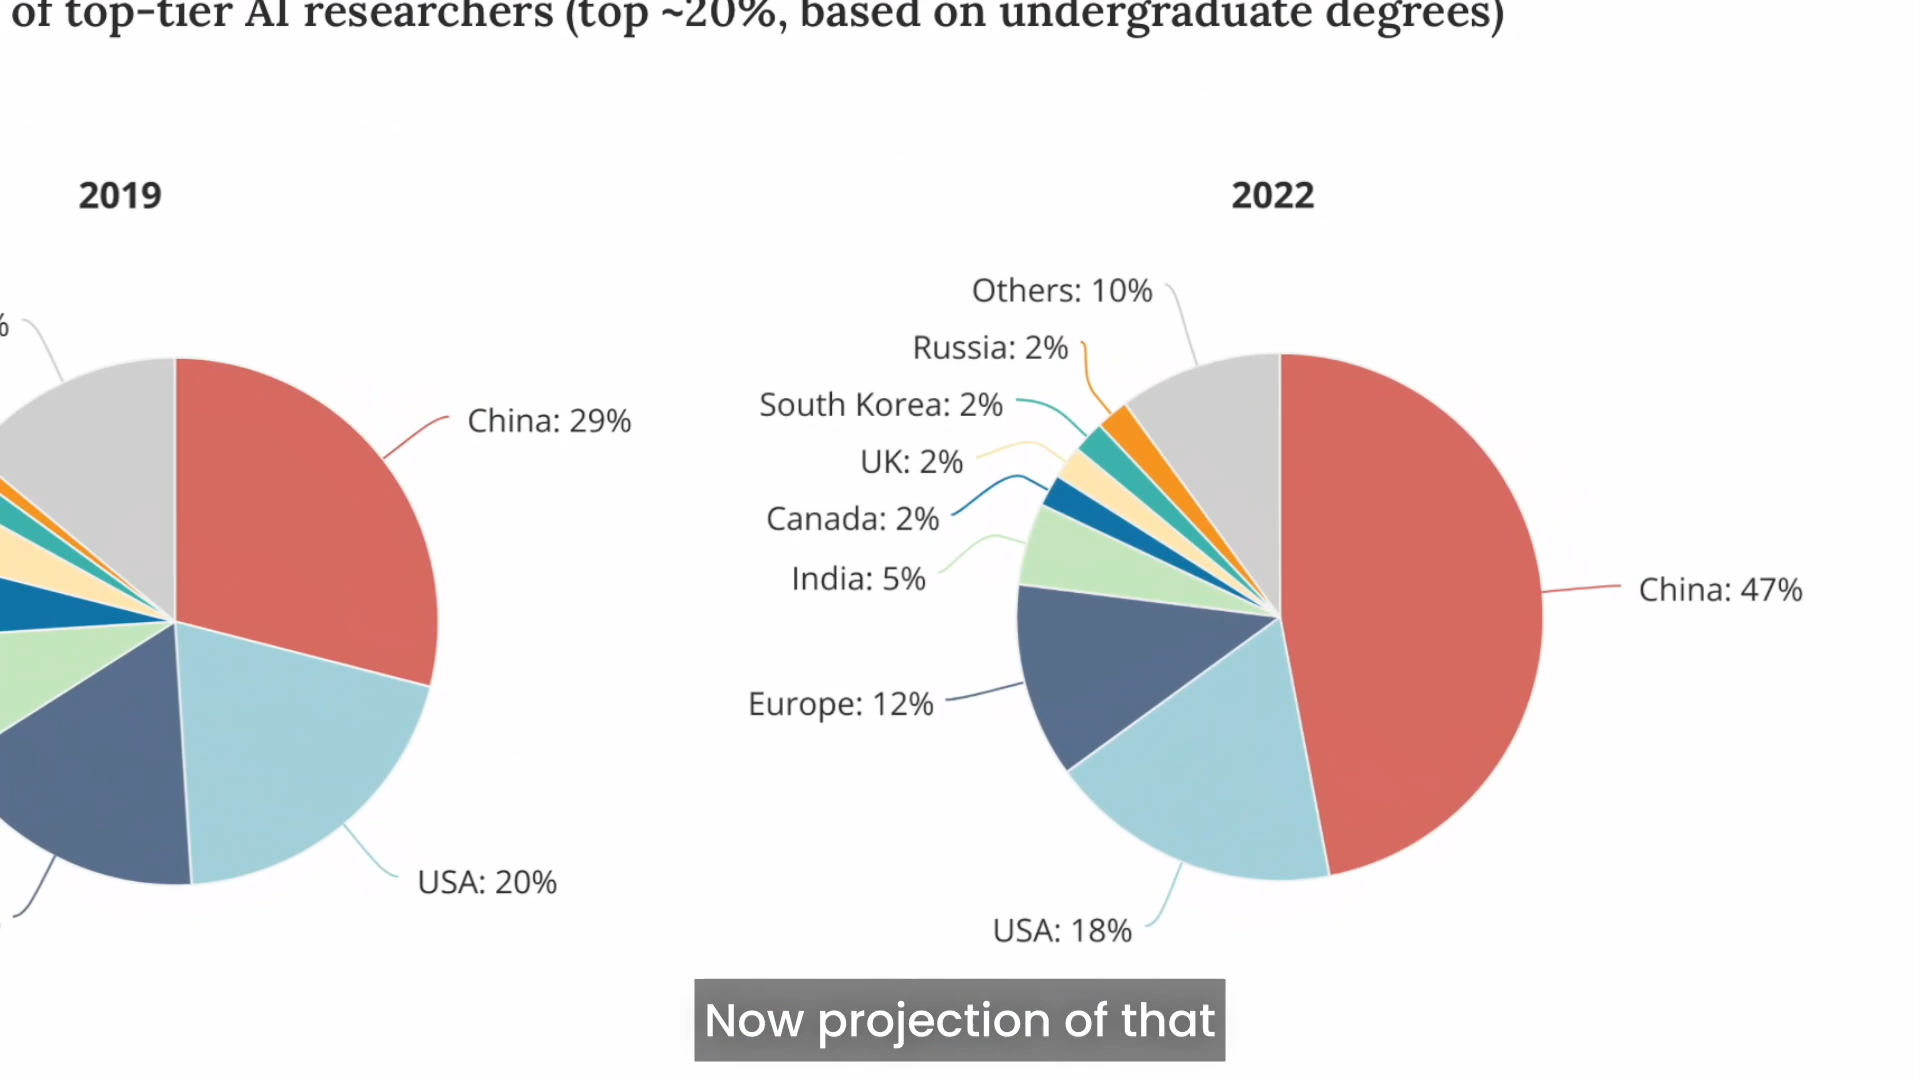 of top-tier AI researchers (top ~20%, based on undergraduate degrees)
2019
2022
%
China: 29%
USA: 20%
Others: 10%
Russia: 2%
South Korea: 2%
UK: 2%
Canada: 2%
India: 5%
Europe: 12%
USA: 18%
China: 47%
Now projection of that